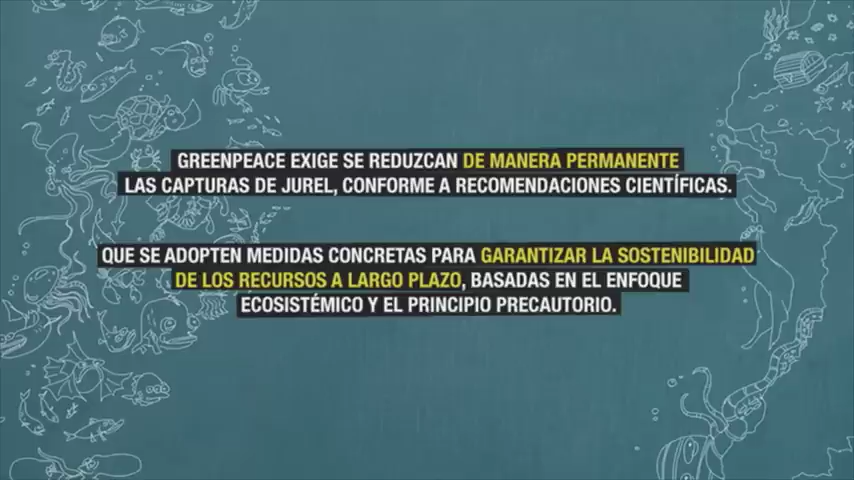 GREENPEACE EXIGE SE REDUZCAN DE MANERA PERMANENTE
LAS CAPTURAS DE JUREL, CONFORME A RECOMENDACIONES CIENTÍFICAS.
QUE SE ADOPTEN MEDIDAS CONCRETAS PARA GARANTIZAR LA SOSTENIBILIDAD
DE LOS RECURSOS A LARGO PLAZO, BASADAS EN EL ENFOQUE
ECOSISTÉMICO Y EL PRINCIPIO PRECAUTORIO.